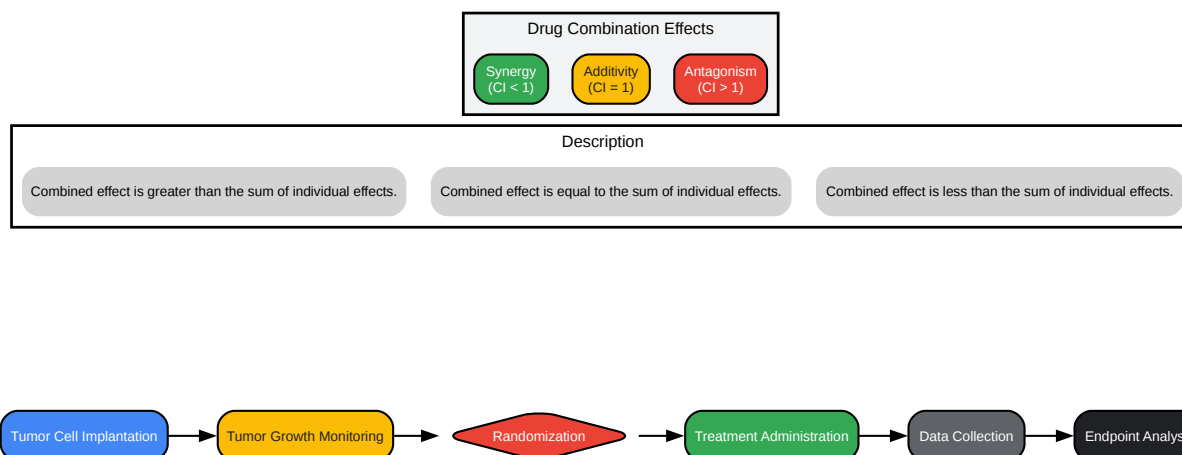 Drug Combination Effects
Synergy
(CI < 1)
Additivity
(CI = 1)
Antagonism
(CI > 1)
Description
Combined effect is greater than the sum of individual effects.
Combined effect is equal to the sum of individual effects.
Combined effect is less than the sum of individual effects.
Tumor Cell Implantation
Tumor Growth Monitoring
Randomization
Treatment Administration
Data Collection
Endpoint Analys